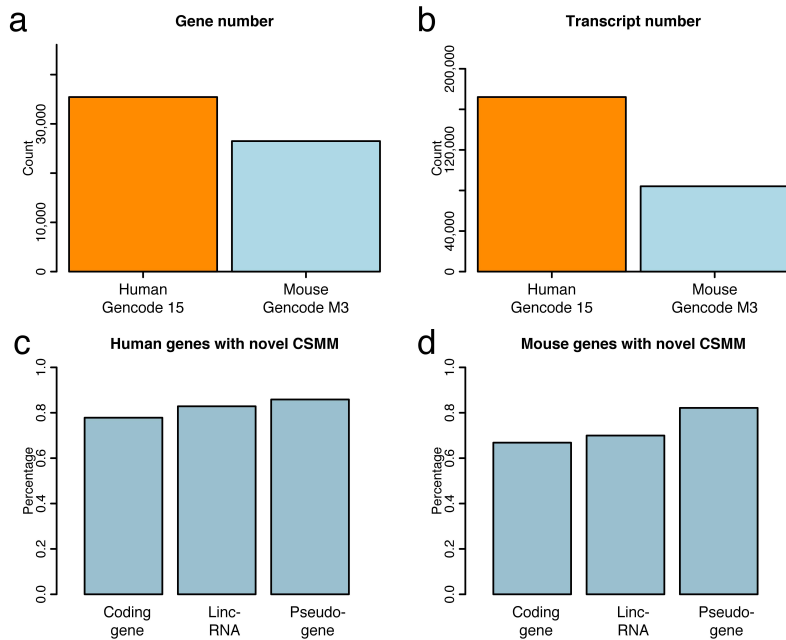 a
Gene number
Count
30,000
10,000
0
Human
Gencode 15
Mouse
Gencode M3
b
Transcript number
Count
200,000
120,000
40,000
0
Human
Gencode 15
Mouse
Gencode M3
c
Human genes with novel CSMM
Percentage
1.0
0.8
0.6
0.4
0.2
0.0
Coding
gene
Linc-
RNA
Pseudo-
gene
d
Mouse genes with novel CSMM
Percentage
1.0
0.8
0.6
0.4
0.2
0.0
Coding
gene
Linc-
RNA
Pseudo-
gene